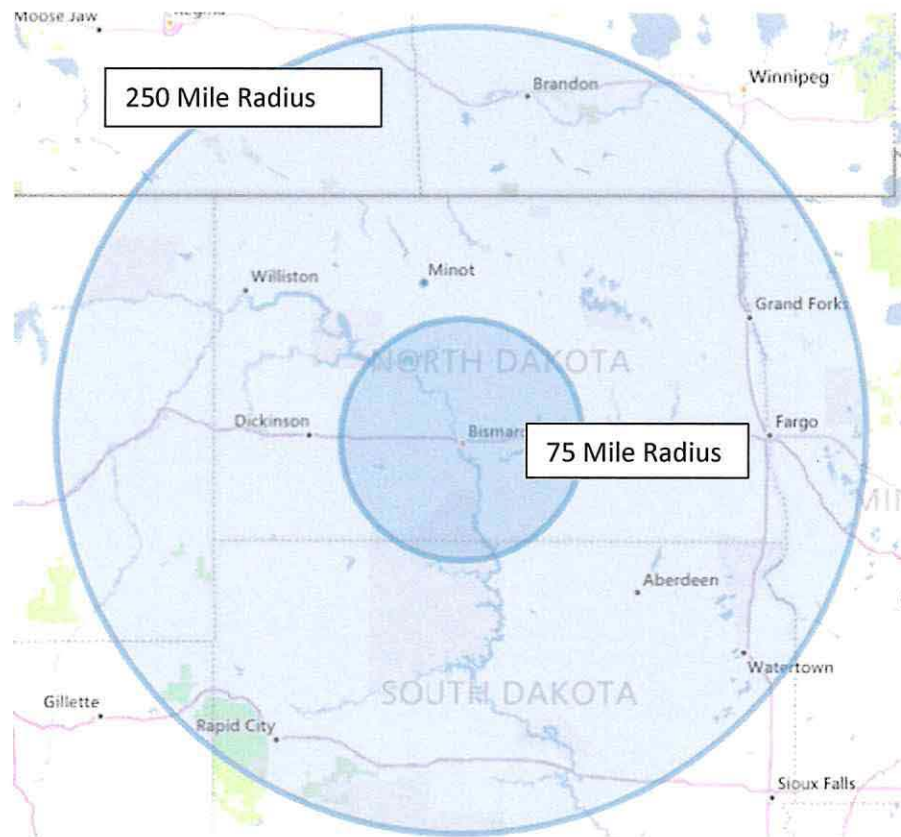 Moose Jaw
Regina
250 Mile Radius
Brandon
Winnipeg
Williston
Minot
Grand Forks
NORTH DAKOTA
Dickinson
Fargo
75 Mile Radius
Aberdeen
Watertown
SOUTH DAKOTA
Gillette
Rapid City
Sioux Falls